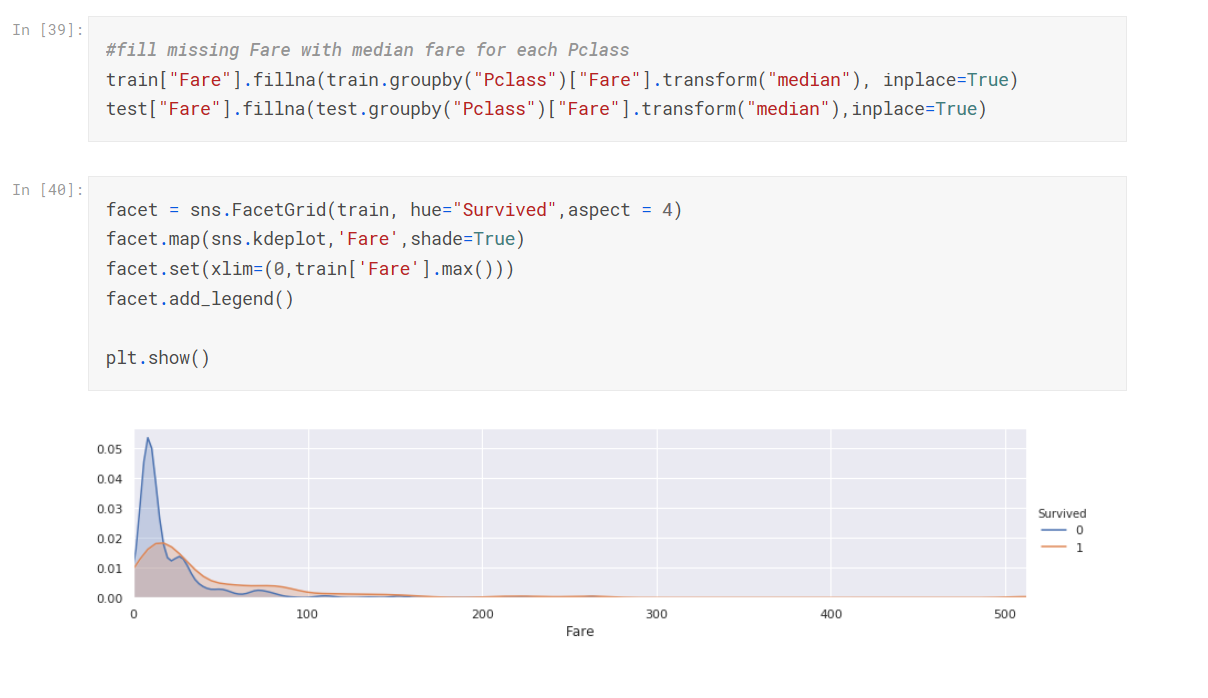 In [39]:
#fill missing Fare with median fare for each Pclass
train["Fare"].fillna(train.groupby("Pclass")["Fare"].transform("median"), inplace=True)
test["Fare"].fillna(test.groupby("Pclass")["Fare"].transform("median"),inplace=True)
In [40]:
facet = sns.FacetGrid(train, hue="Survived",aspect = 4)
facet.map(sns.kdeplot,'Fare',shade=True)
facet.set(xlim=(0,train['Fare'].max()))
facet.add_legend()
plt.show()
0.05
0.04
0.03
0.02
0.01
0.00
0 100 200 300 400 500
Fare
Survived
0
1